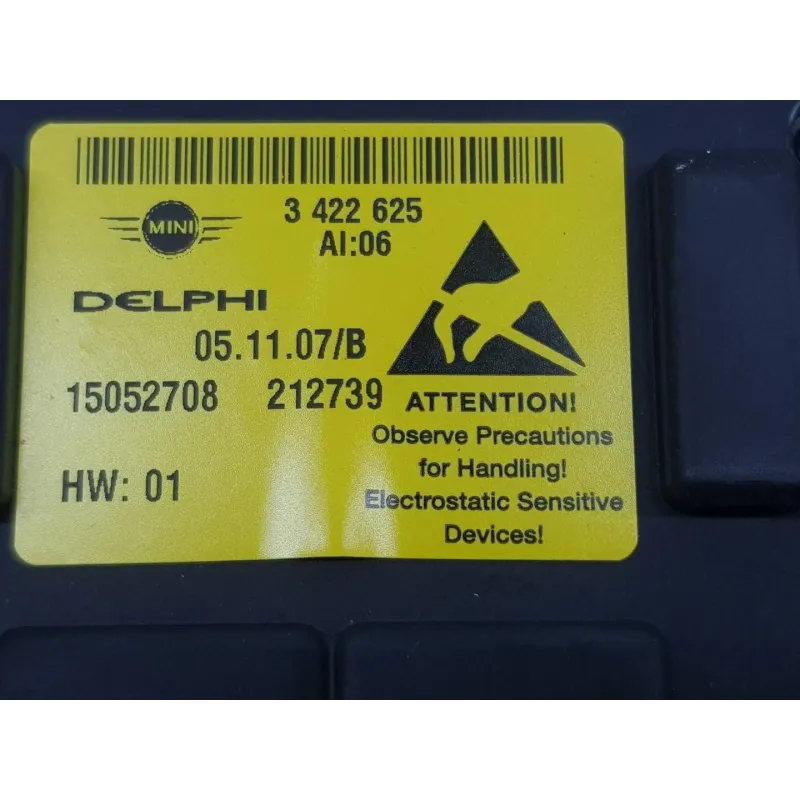 3 422 625
MINI
AI:06
DELPHI
05.11.07/B
15052708 212739
ATTENTION!
Observe Precautions
for Handling!
Electrostatic Sensitive
Devices!
HW: 01